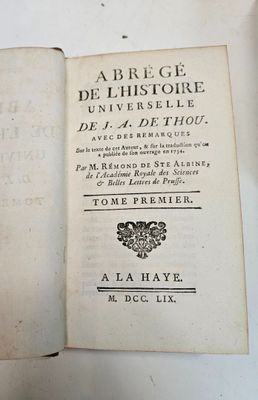 ABRÉGÉ
DE L'HISTOIRE
UNIVERSELLE
DE J. A. DE THOU.
AVEC DES REMARQUES
Sur le texte de cet Auteur, & sur la traduction qu'on
a publiée de son ouvrage en 1734.
Par M. RÉMOND DE STE ALBINE,
de l'Académie Royale des Sciences
& Belles Lettres de Prusse.
TOME PREMIER.
A LA HAYE.
M. DCC. LIX.